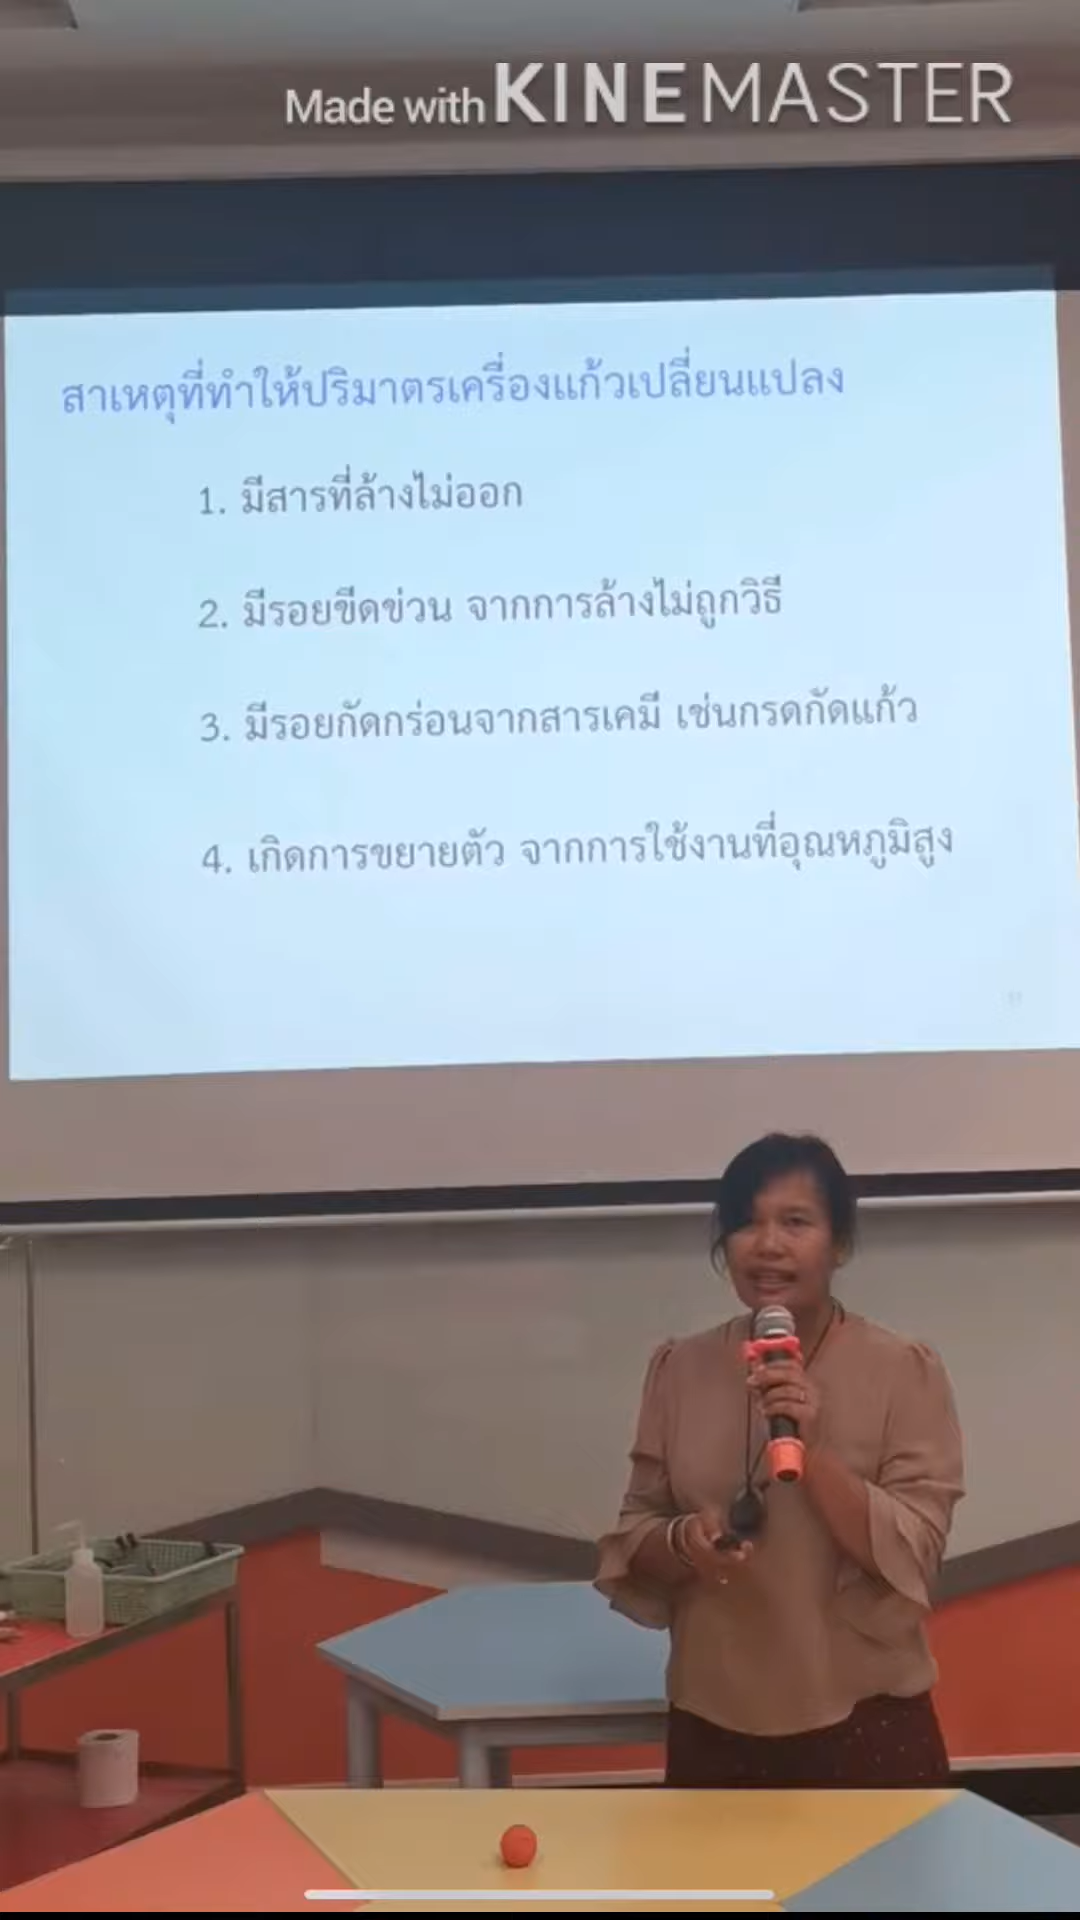 Made with KINEMASTER
สาเหตุที่ทำให้ปริมาตรเครื่องแก้วเปลี่ยนแปลง
1. มีสารที่ล้างไม่ออก
2. มีรอยขีดข่วน จากการล้างไม่ถูกวิธี
3. มีรอยกัดกร่อนจากสารเคมี เช่นกรดกัดแก้ว
4. เกิดการขยายตัว จากการใช้งานที่อุณหภูมิสูง